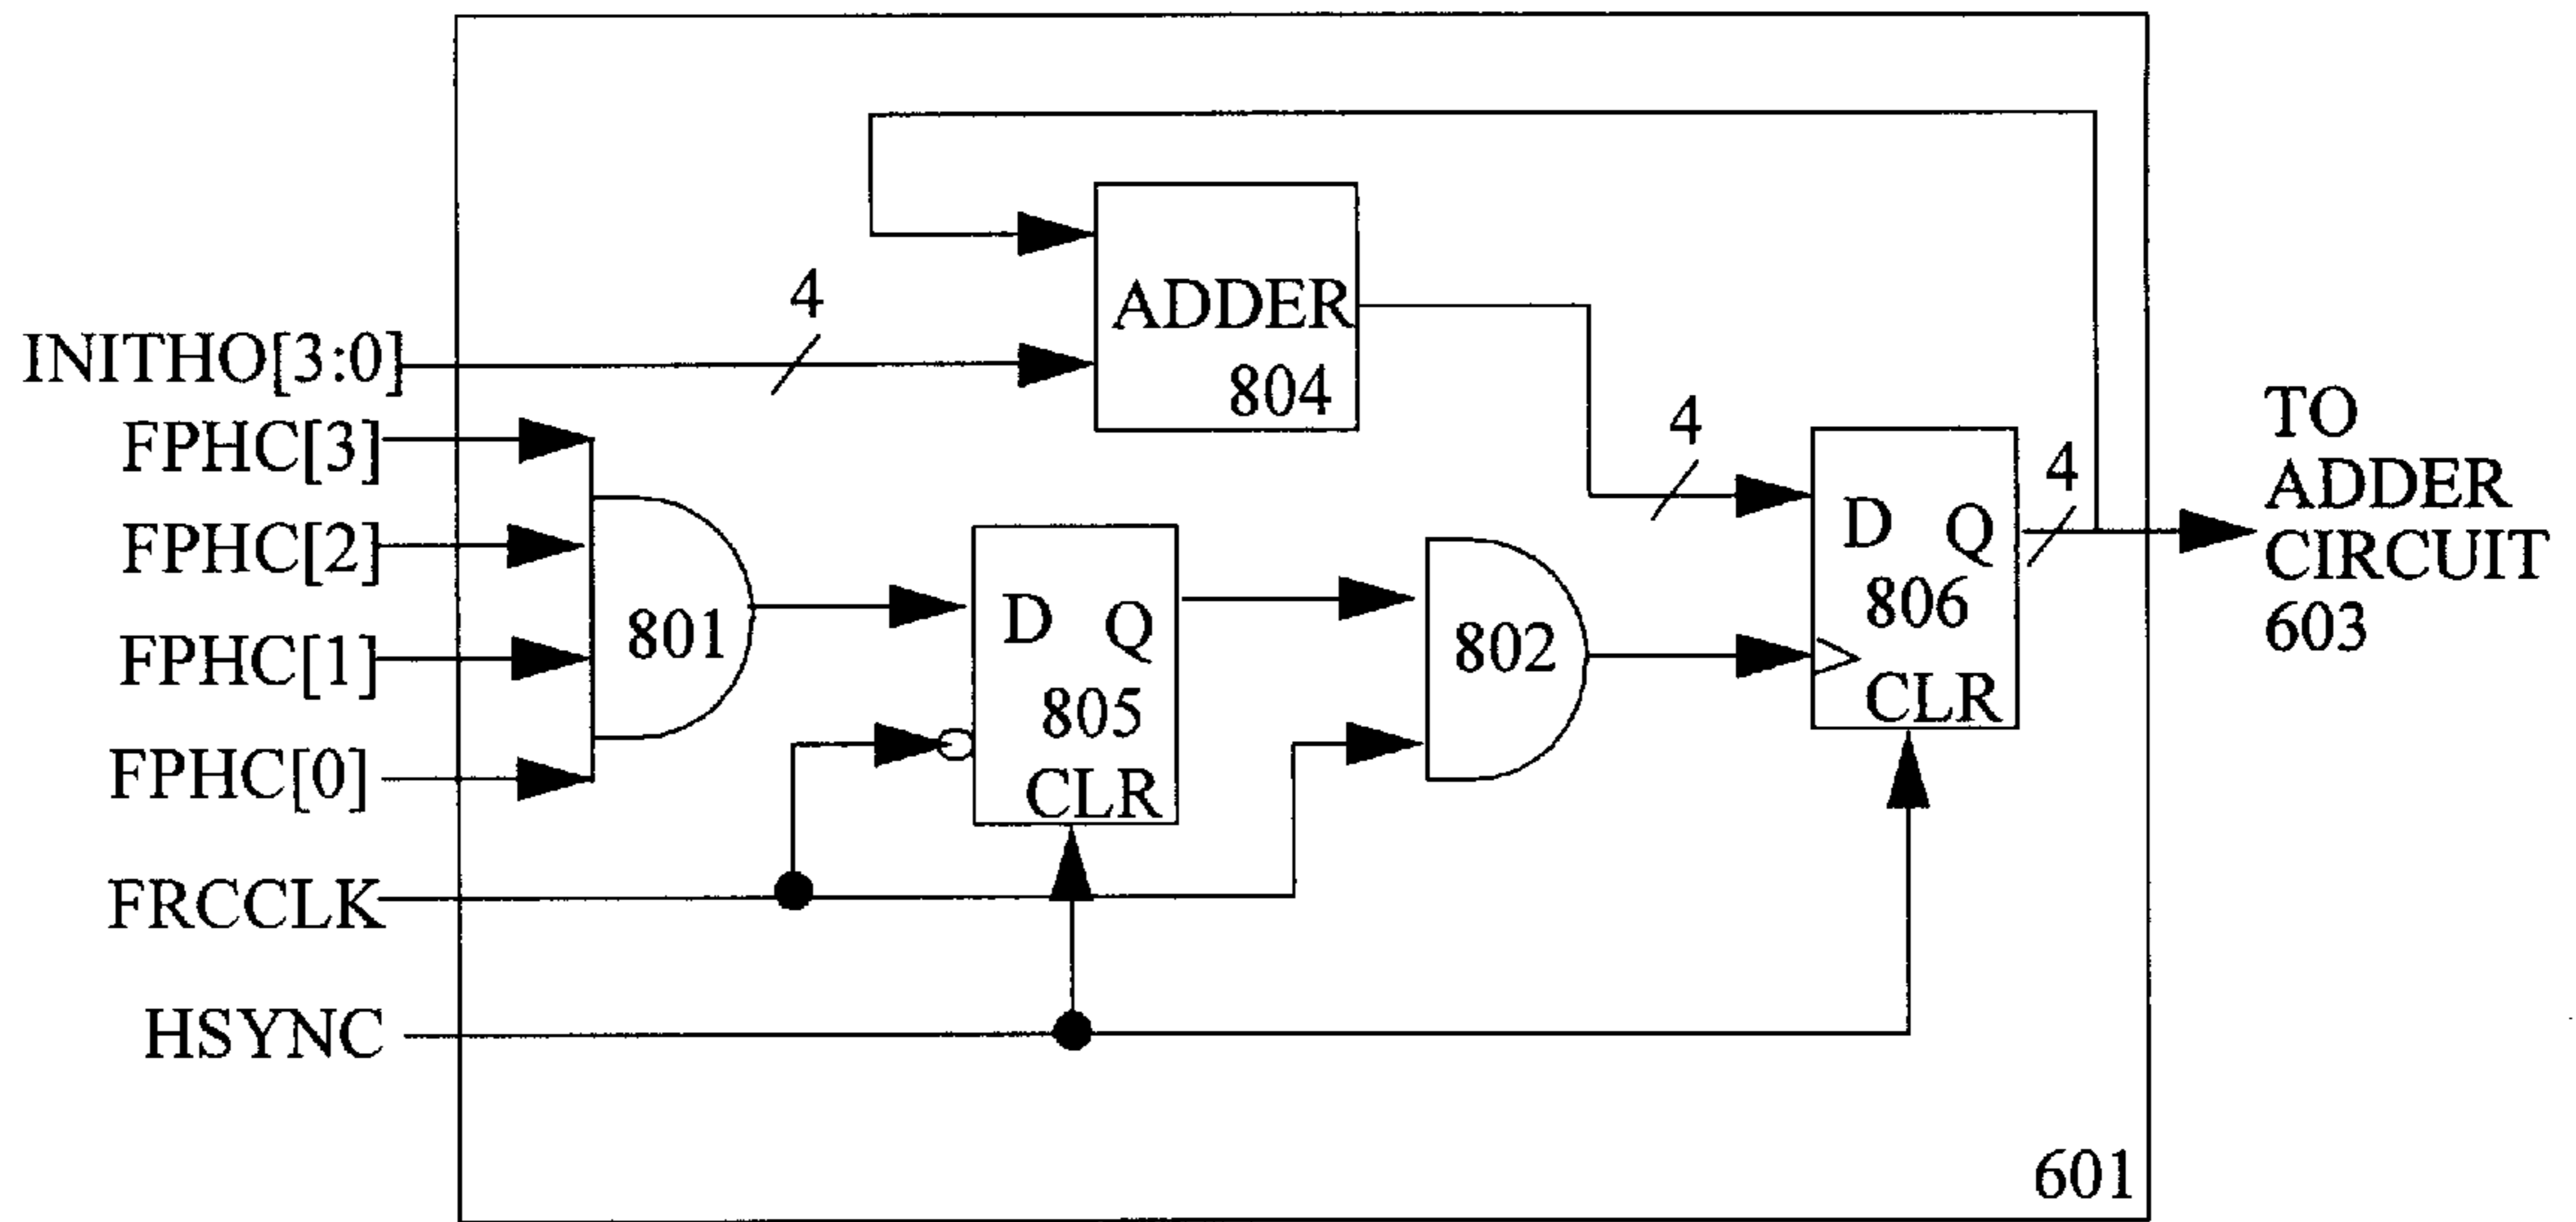 4
ADDER
804
INITHO[3:0]
FPHC[3]
FPHC[2]
FPHC[1]
FPHC[0]
801
D Q
805
CLR
802
4
D Q
806
CLR
4
TO
ADDER
CIRCUIT
603
FRCCLK
HSYNC
601